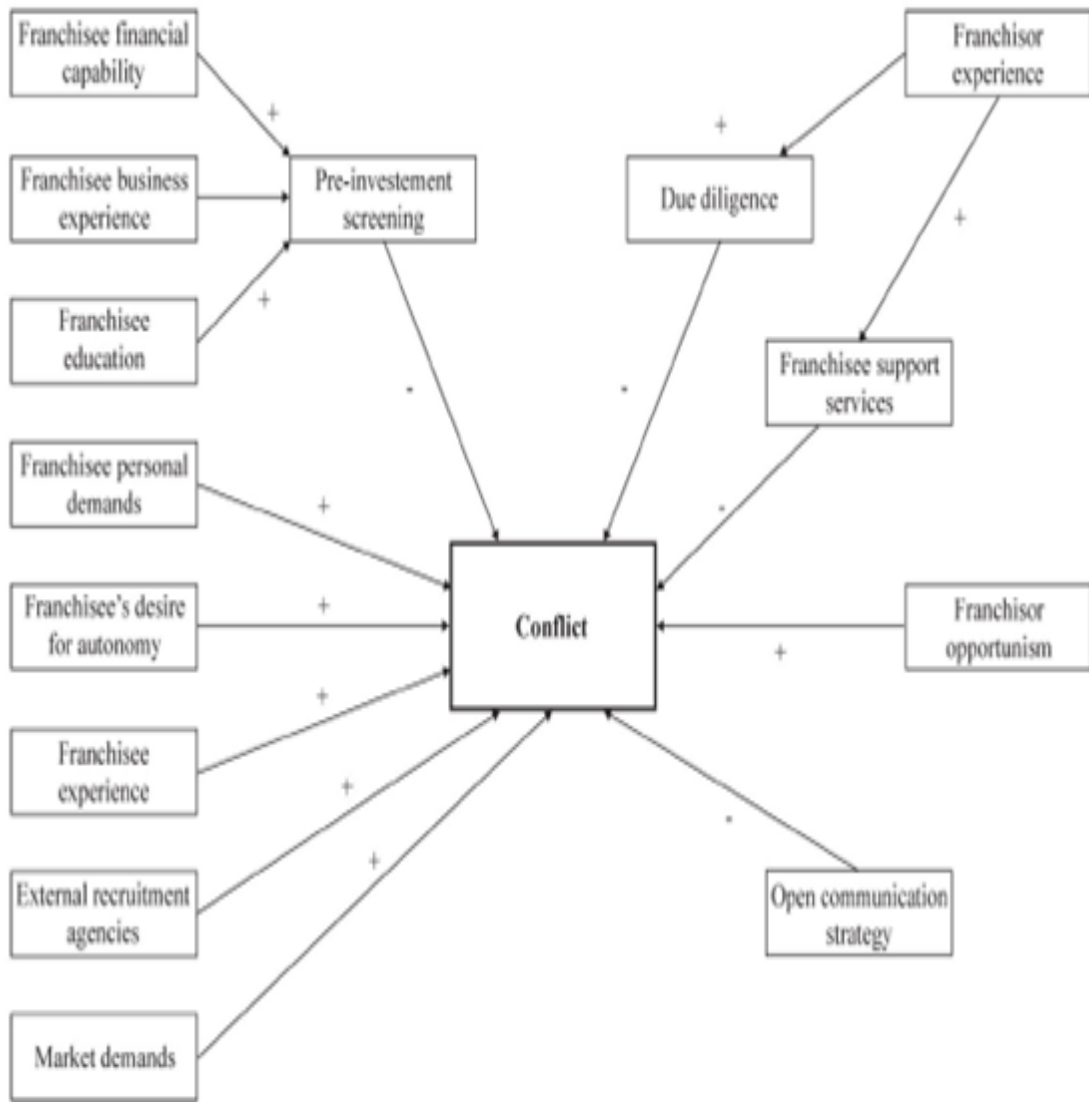 Franchisee financial
capability
Franchisor
experience
+
+
Franchisee business
experience
Pre-investement
screening
Due diligence
+
+
Franchisee
education
Franchisee support
services
-
-
Franchisee personal
demands
+
-
Franchisee's desire
for autonomy
+
Conflict
Franchisor
opportunism
+
Franchisee
experience
+
+
-
External recruitment
agencies
+
Open communication
strategy
Market demands